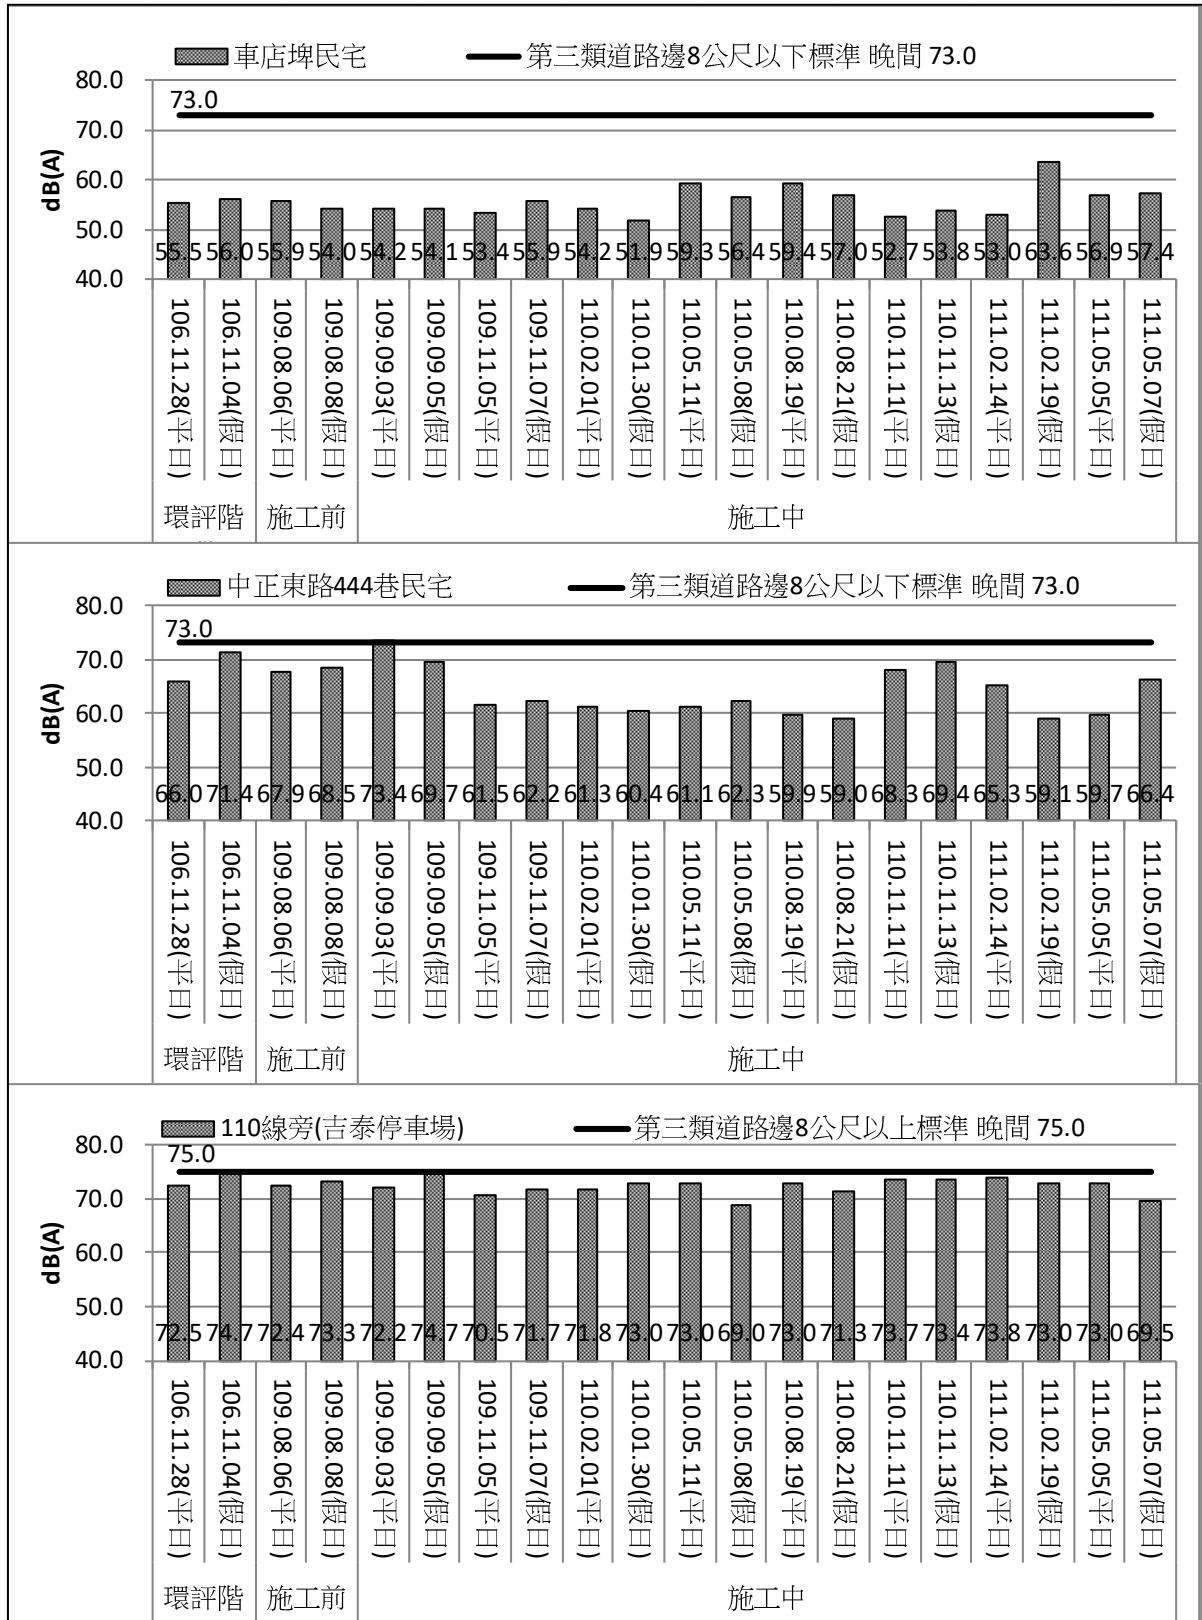 車店埤民宅 第三類道路邊8公尺以下標準 晚間 73.0
80.0
73.0
70.0
60.0
50.0
40.0
dB(A)
55.5 56.0 55.9 54.0 54.2 54.1 53.4 55.9 54.2 51.9 59.3 56.4 59.4 57.0 52.7 53.8 53.0 63.6 56.9 57.4
106.11.28(平日) 106.11.04(假日) 109.08.06(平日) 109.08.08(假日) 109.09.03(平日) 109.09.05(假日) 109.11.05(平日) 109.11.07(假日) 110.02.01(平日) 110.01.30(假日) 110.05.11(平日) 110.05.08(假日) 110.08.19(平日) 110.08.21(假日) 110.11.11(平日) 110.11.13(假日) 111.02.14(平日) 111.02.19(假日) 111.05.05(平日) 111.05.07(假日)
環評階 施工前 施工中
中正東路444巷民宅 第三類道路邊8公尺以下標準 晚間 73.0
80.0
73.0
70.0
60.0
50.0
40.0
dB(A)
66.0 71.4 67.9 68.5 73.4 69.7 61.5 62.2 61.3 60.4 61.1 62.3 59.9 59.0 68.3 69.4 65.3 59.1 59.7 66.4
106.11.28(平日) 106.11.04(假日) 109.08.06(平日) 109.08.08(假日) 109.09.03(平日) 109.09.05(假日) 109.11.05(平日) 109.11.07(假日) 110.02.01(平日) 110.01.30(假日) 110.05.11(平日) 110.05.08(假日) 110.08.19(平日) 110.08.21(假日) 110.11.11(平日) 110.11.13(假日) 111.02.14(平日) 111.02.19(假日) 111.05.05(平日) 111.05.07(假日)
環評階 施工前 施工中
110線旁(吉泰停車場) 第三類道路邊8公尺以上標準 晚間 75.0
80.0
75.0
70.0
60.0
50.0
40.0
dB(A)
72.5 74.7 72.4 73.3 72.2 74.7 70.5 71.7 71.8 73.0 73.0 69.0 73.0 71.3 73.7 73.4 73.8 73.0 73.0 69.5
106.11.28(平日) 106.11.04(假日) 109.08.06(平日) 109.08.08(假日) 109.09.03(平日) 109.09.05(假日) 109.11.05(平日) 109.11.07(假日) 110.02.01(平日) 110.01.30(假日) 110.05.11(平日) 110.05.08(假日) 110.08.19(平日) 110.08.21(假日) 110.11.11(平日) 110.11.13(假日) 111.02.14(平日) 111.02.19(假日) 111.05.05(平日) 111.05.07(假日)
環評階 施工前 施工中